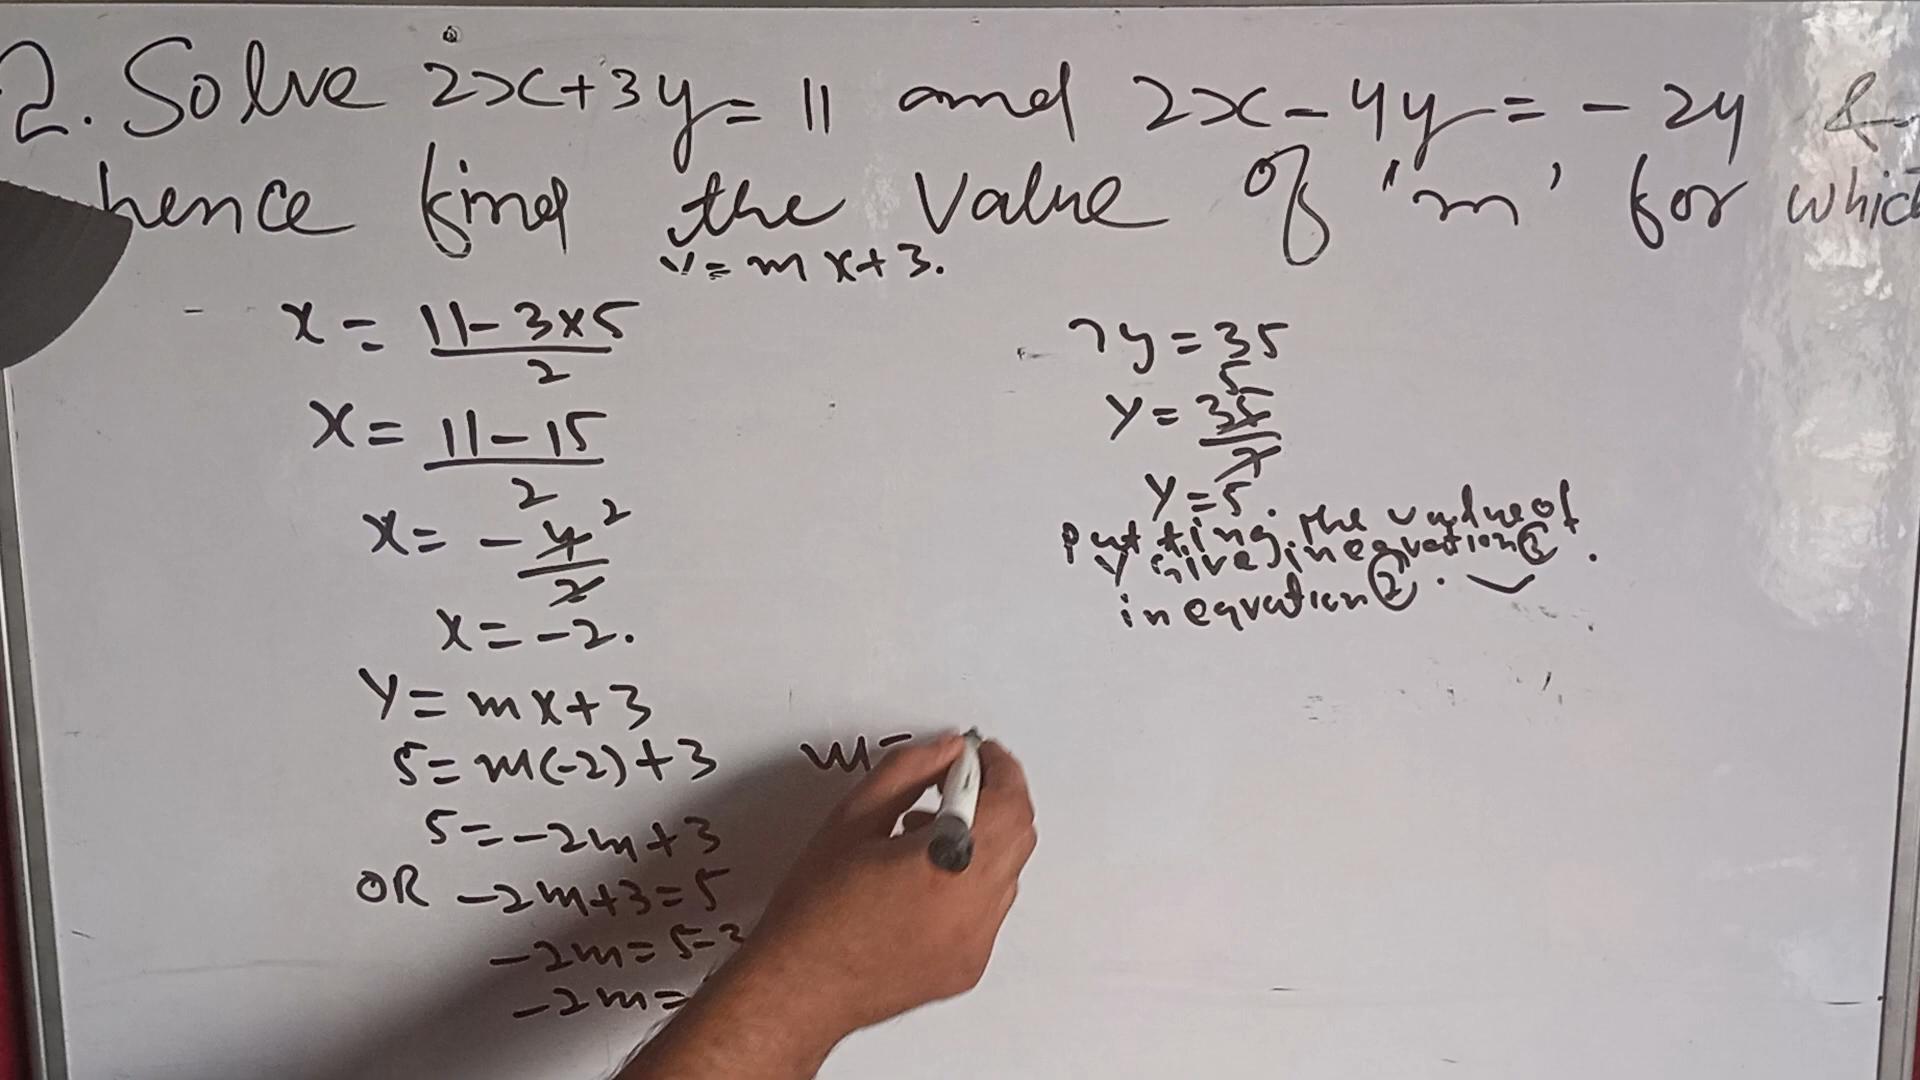 2. Solve 2x+3y=11 and 2x-4y=-24 &
hence find the value of 'm' for which
y=mx+3.
x = 11-3×5/2
x = 11-15/2
x = -4/2 2
x = -2.
y = mx+3
5 = m(-2)+3
5 = -2m+3
OR -2m+3=5
-2m=5-3
-2m=
m=
7y=35
y = 35/7 5
y=5.
putting the value of
y in equation 2.
in equation 2.